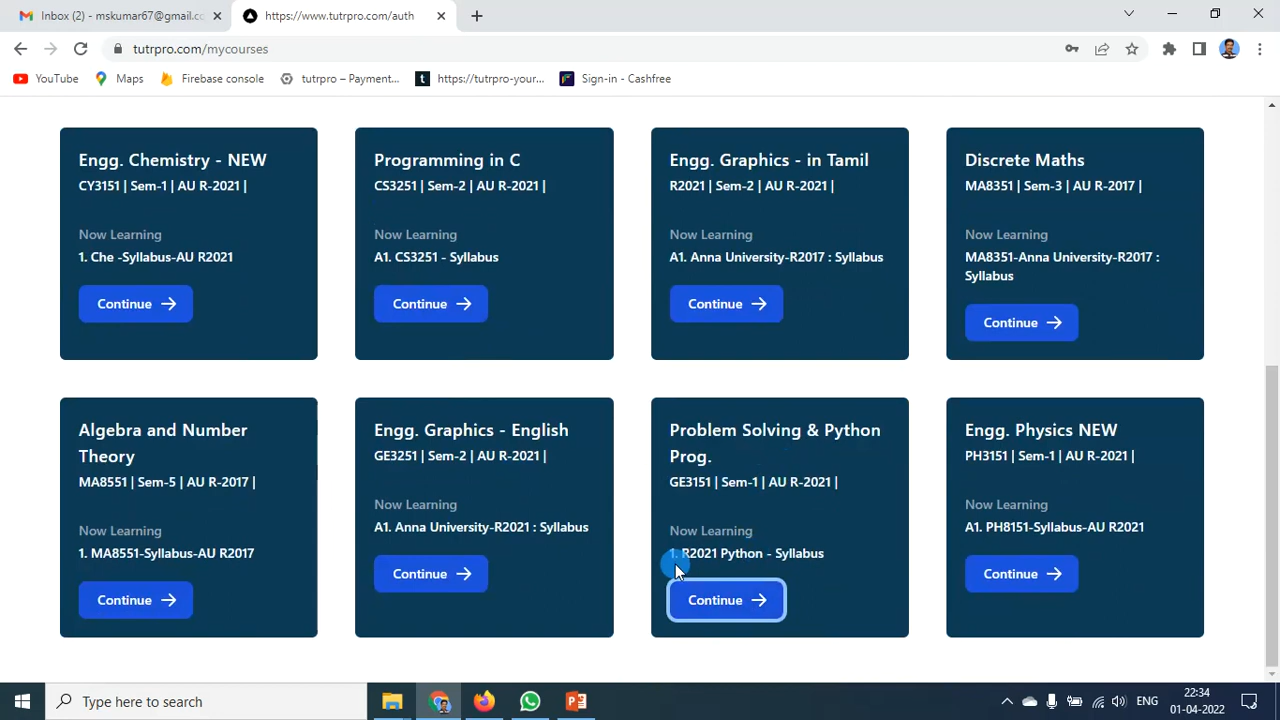 Inbox (2) - mskumar67@gmail.co
https://www.tutrpro.com/auth
tutrpro.com/mycourses
YouTube
Maps
Firebase console
tutrpro – Payment...
https://tutrpro-your...
Sign-in - Cashfree
Engg. Chemistry - NEW
CY3151 | Sem-1 | AU R-2021 |
Now Learning
1. Che -Syllabus-AU R2021
Continue →
Programming in C
CS3251 | Sem-2 | AU R-2021 |
Now Learning
A1. CS3251 - Syllabus
Continue →
Engg. Graphics - in Tamil
R2021 | Sem-2 | AU R-2021 |
Now Learning
A1. Anna University-R2017 : Syllabus
Continue →
Discrete Maths
MA8351 | Sem-3 | AU R-2017 |
Now Learning
MA8351-Anna University-R2017 :
Syllabus
Continue →
Algebra and Number
Theory
MA8551 | Sem-5 | AU R-2017 |
Now Learning
1. MA8551-Syllabus-AU R2017
Continue →
Engg. Graphics - English
GE3251 | Sem-2 | AU R-2021 |
Now Learning
A1. Anna University-R2021 : Syllabus
Continue →
Problem Solving & Python
Prog.
GE3151 | Sem-1 | AU R-2021 |
Now Learning
1. R2021 Python - Syllabus
Continue →
Engg. Physics NEW
PH3151 | Sem-1 | AU R-2021 |
Now Learning
A1. PH8151-Syllabus-AU R2021
Continue →
Type here to search
ENG
22:34
01-04-2022